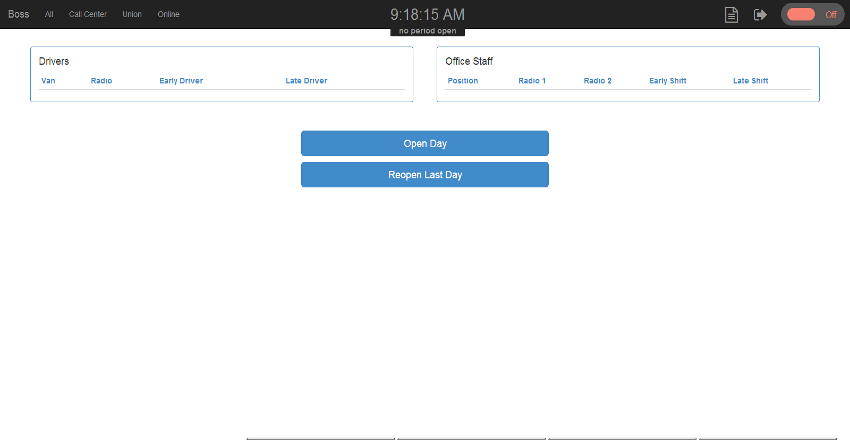 Boss All Call Center Union Online 9:18:15 AM Off
no period open
Drivers
Van Radio Early Driver Late Driver
Office Staff
Position Radio 1 Radio 2 Early Shift Late Shift
Open Day
Reopen Last Day